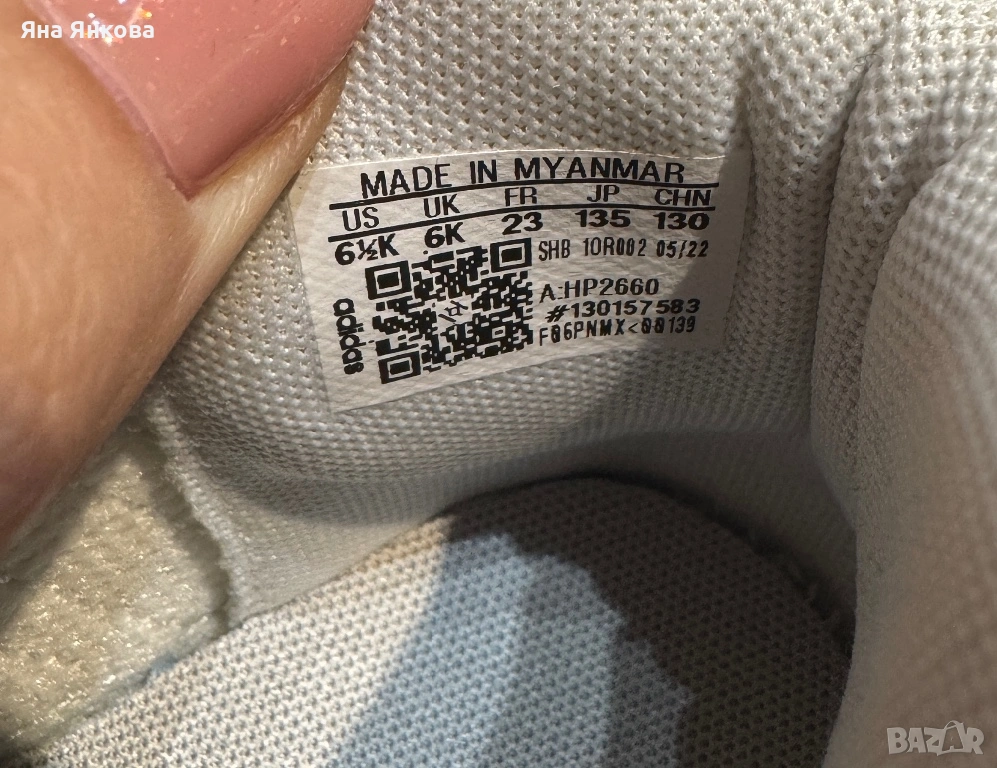 Яна Янкова
MADE IN MYANMAR
US UK FR JP CHN
6½K 6K 23 135 130
SHB 10R002 05/22
A:HP2660
#130157583
F06PNMX<00139
adidas
BAZAR